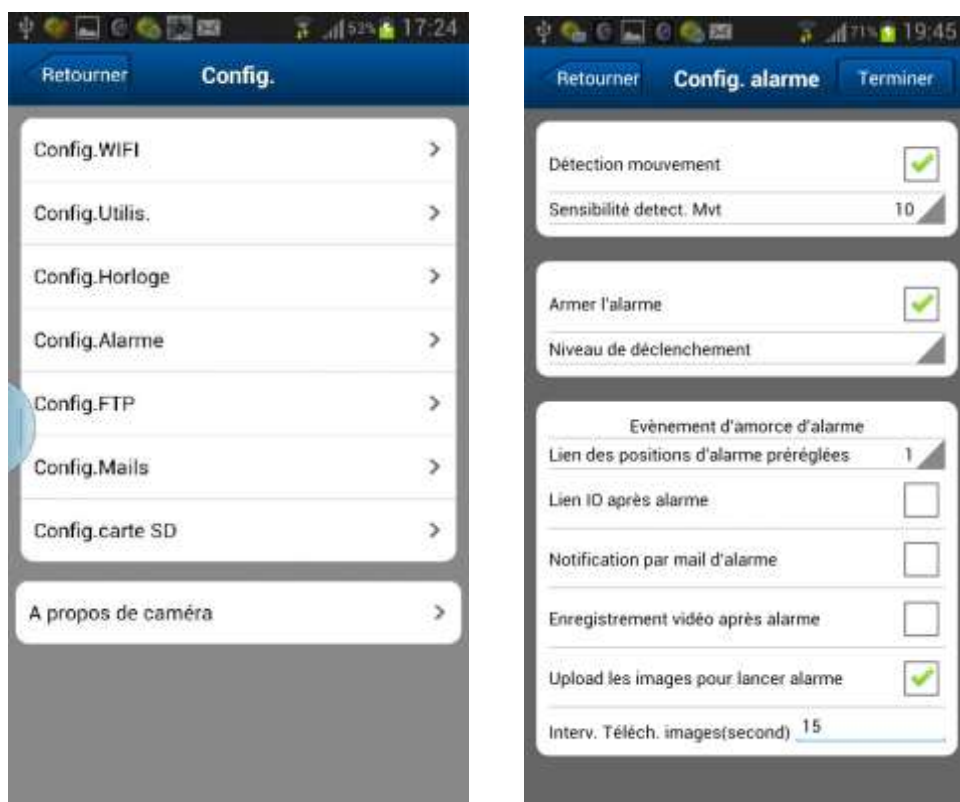 53% 17:24
Retourner Config.
Config.WIFI
Config.Utilis.
Config.Horloge
Config.Alarme
Config.FTP
Config.Mails
Config.carte SD
A propos de caméra
71% 19:45
Retourner Config. alarme Terminer
Détection mouvement
Sensibilité detect. Mvt 10
Armer l'alarme
Niveau de déclenchement
Evènement d'amorce d'alarme
Lien des positions d'alarme préréglées 1
Lien IO après alarme
Notification par mail d'alarme
Enregistrement vidéo après alarme
Upload les images pour lancer alarme
Interv. Téléch. images(second) 15